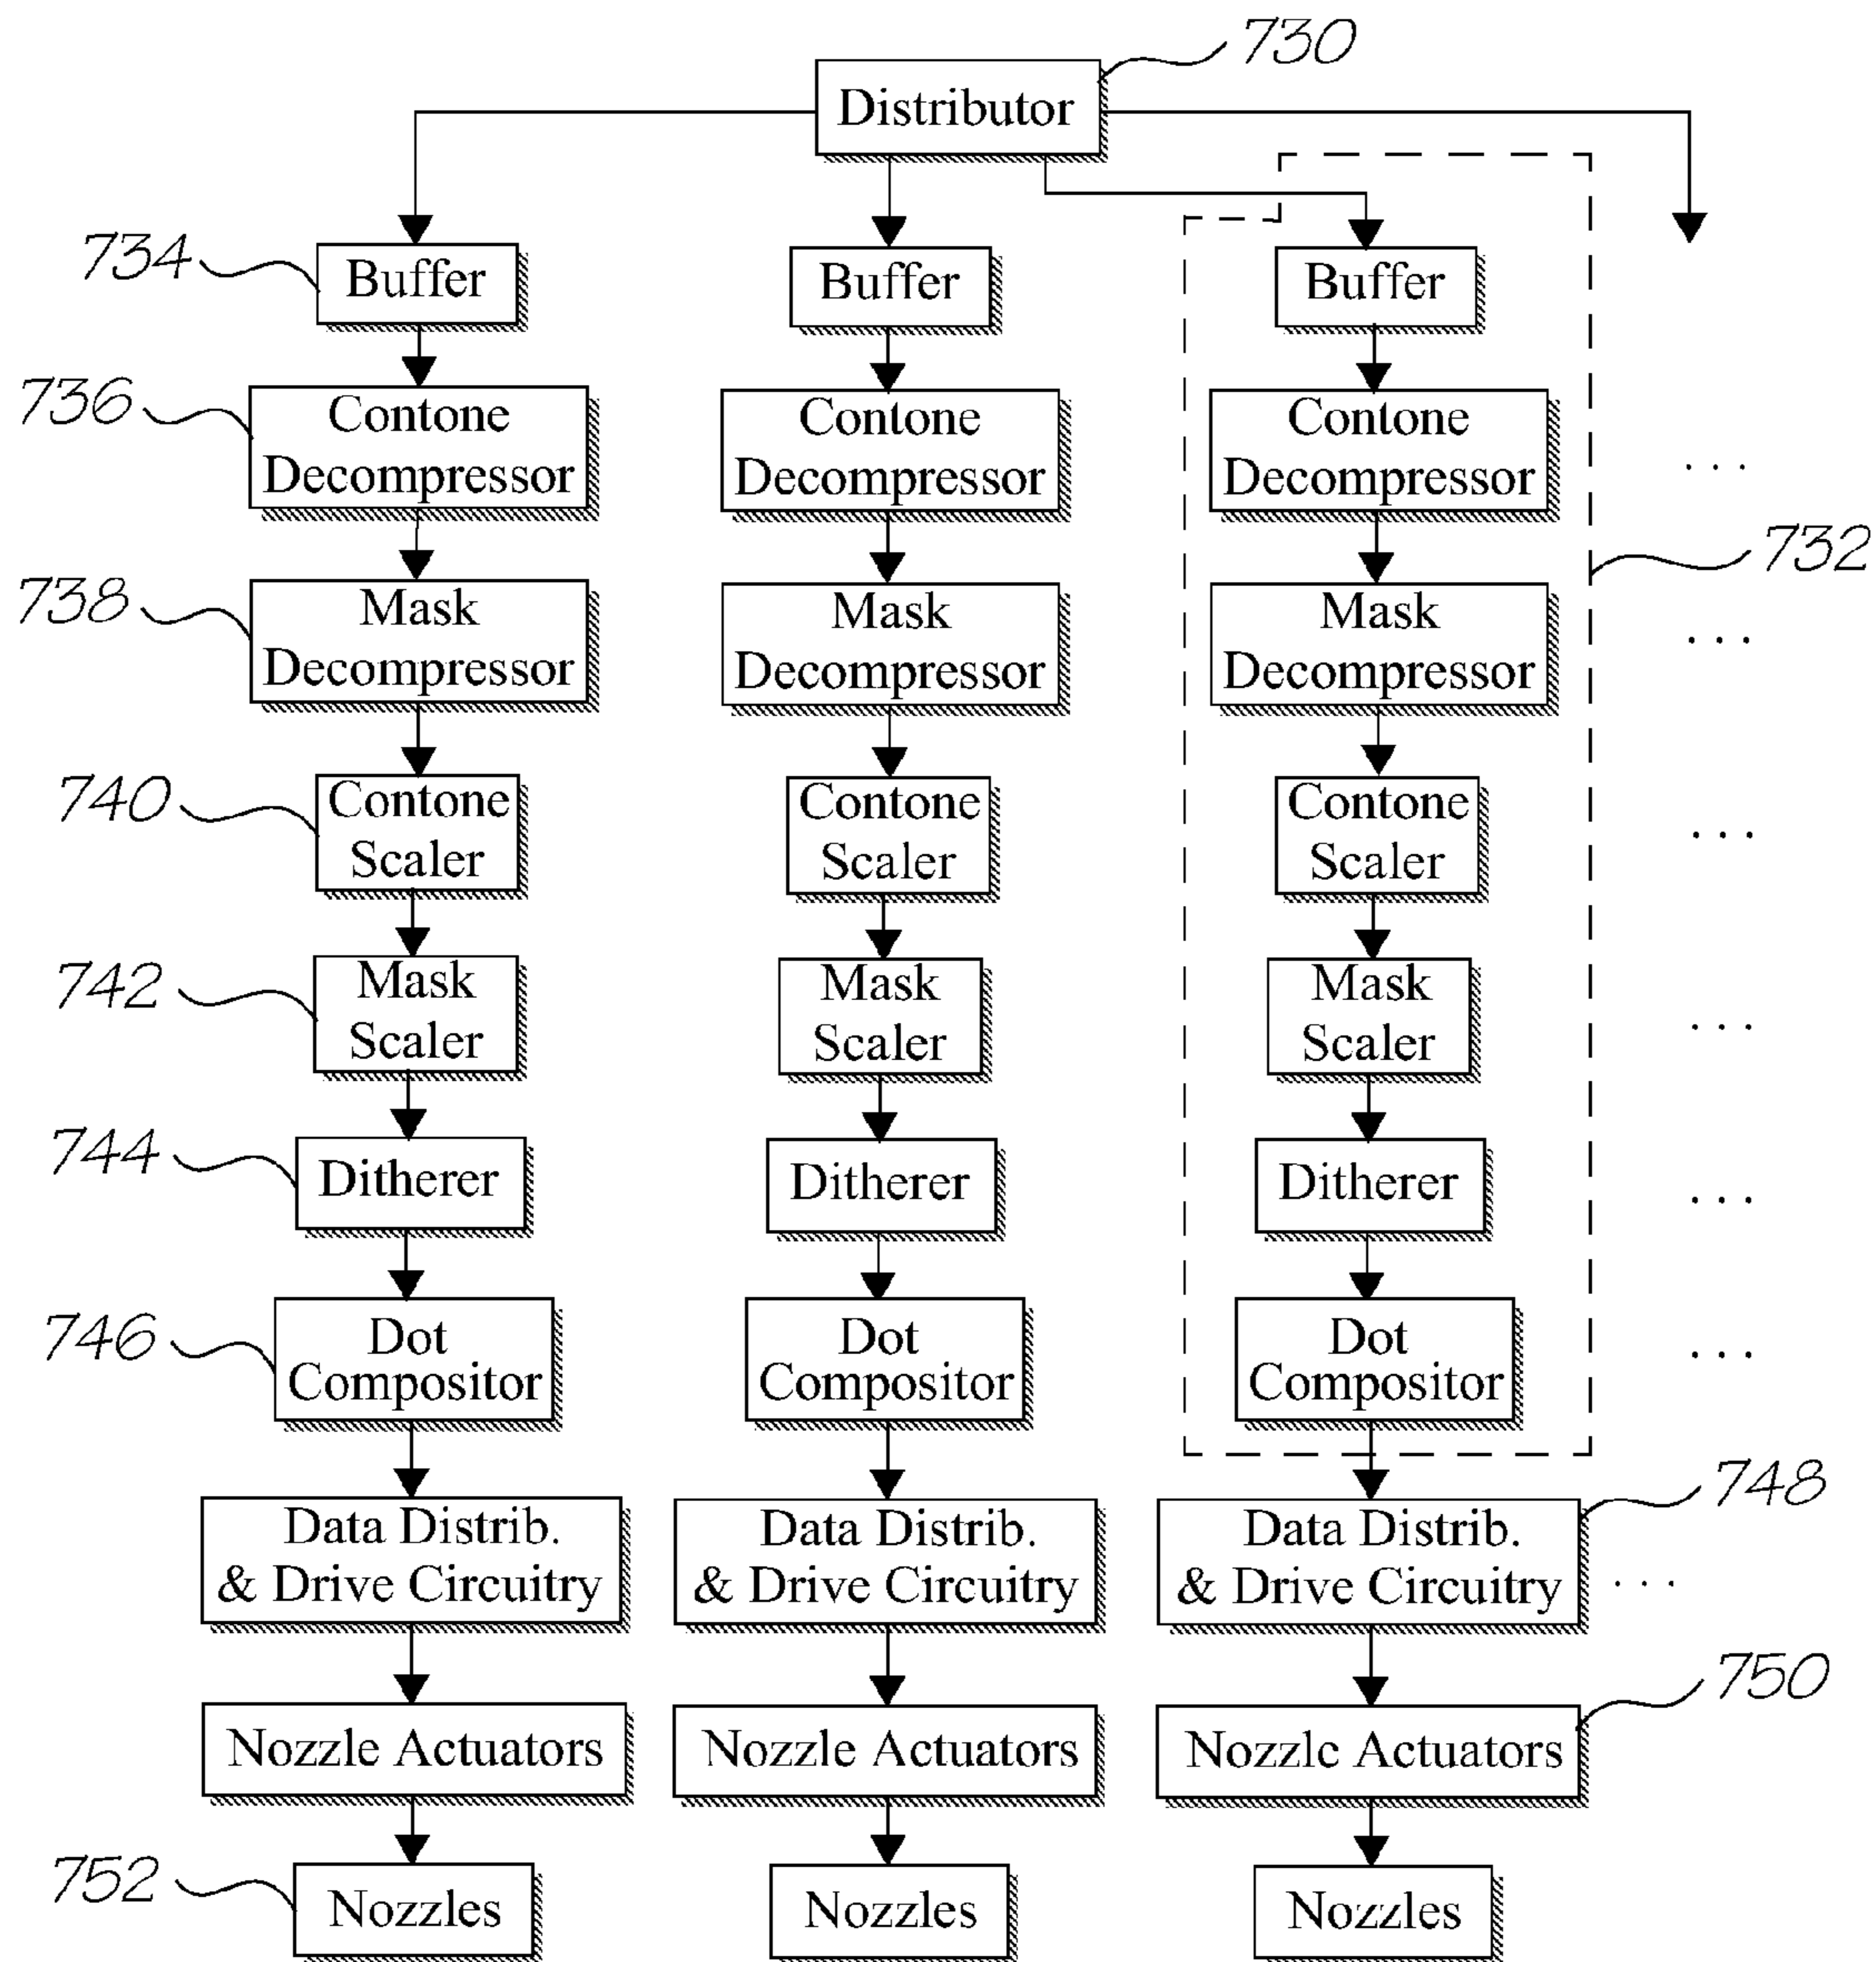 730
Distributor
734
Buffer
Buffer
Buffer
736
Contone
Decompressor
Contone
Decompressor
Contone
Decompressor
...
732
738
Mask
Decompressor
Mask
Decompressor
Mask
Decompressor
...
740
Contone
Scaler
Contone
Scaler
Contone
Scaler
...
742
Mask
Scaler
Mask
Scaler
Mask
Scaler
...
744
Ditherer
Ditherer
Ditherer
...
746
Dot
Compositor
Dot
Compositor
Dot
Compositor
...
748
Data Distrib.
& Drive Circuitry
Data Distrib.
& Drive Circuitry
Data Distrib.
& Drive Circuitry
...
750
Nozzle Actuators
Nozzle Actuators
Nozzle Actuators
752
Nozzles
Nozzles
Nozzles